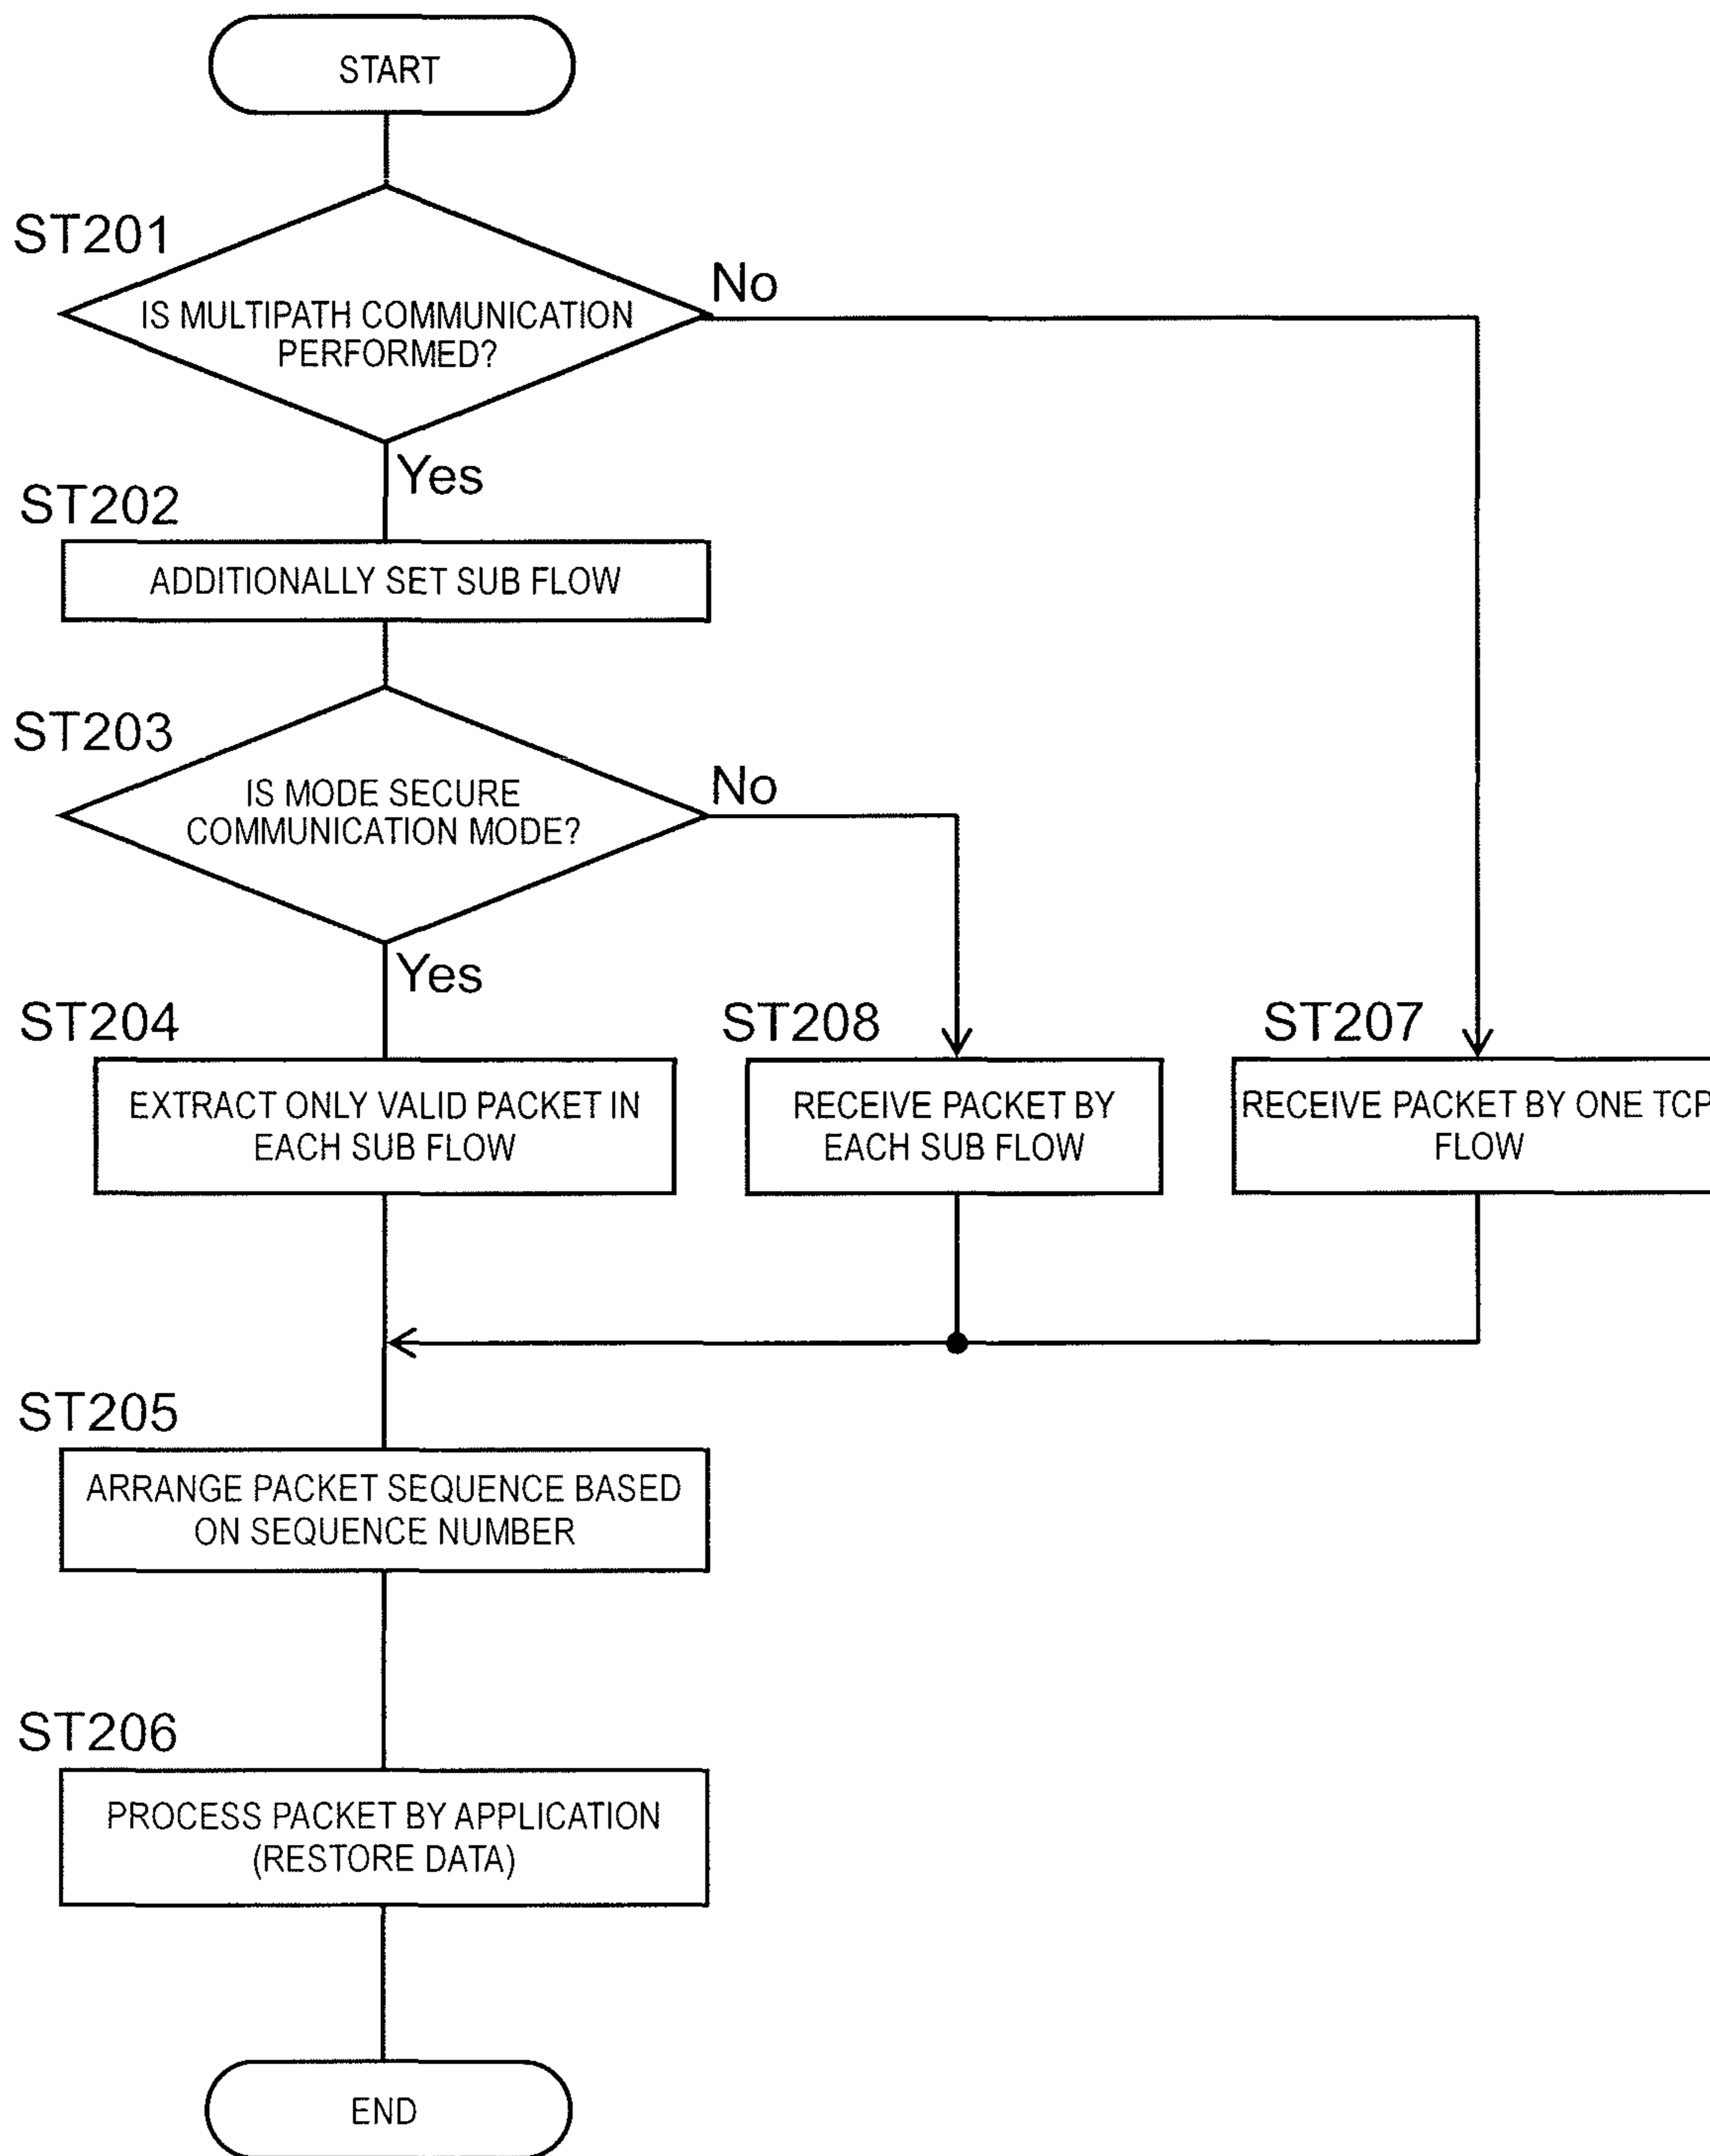 START
ST201
No
IS MULTIPATH COMMUNICATION
PERFORMED?
Yes
ST202
ADDITIONALLY SET SUB FLOW
ST203
No
IS MODE SECURE
COMMUNICATION MODE?
Yes
ST204
ST208
ST207
EXTRACT ONLY VALID PACKET IN
EACH SUB FLOW
RECEIVE PACKET BY
EACH SUB FLOW
RECEIVE PACKET BY ONE TCP
FLOW
ST205
ARRANGE PACKET SEQUENCE BASED
ON SEQUENCE NUMBER
ST206
PROCESS PACKET BY APPLICATION
(RESTORE DATA)
END